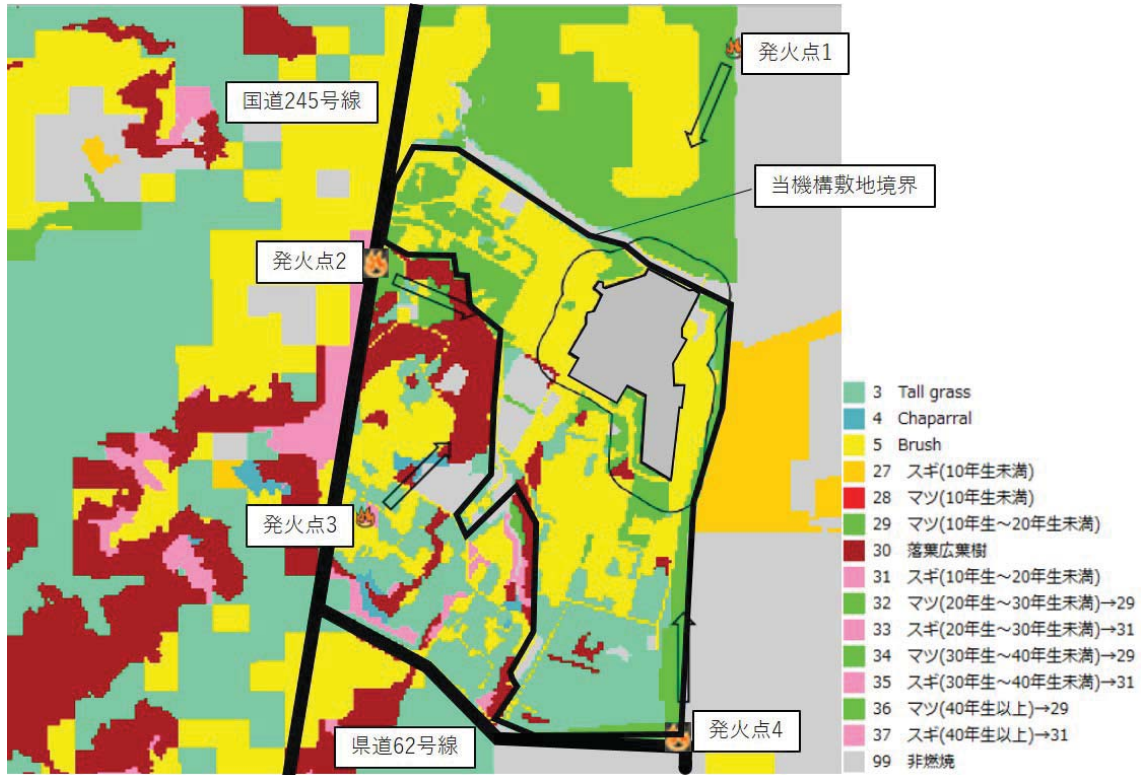 発火点1
国道245号線
当機構敷地境界
発火点2
発火点3
県道62号線
発火点4
3 Tall grass
4 Chaparral
5 Brush
27 スギ(10年生未満)
28 マツ(10年生未満)
29 マツ(10年生～20年生未満)
30 落葉広葉樹
31 スギ(10年生～20年生未満)
32 マツ(20年生～30年生未満)→29
33 スギ(20年生～30年生未満)→31
34 マツ(30年生～40年生未満)→29
35 スギ(30年生～40年生未満)→31
36 マツ(40年生以上)→29
37 スギ(40年生以上)→31
99 非燃焼